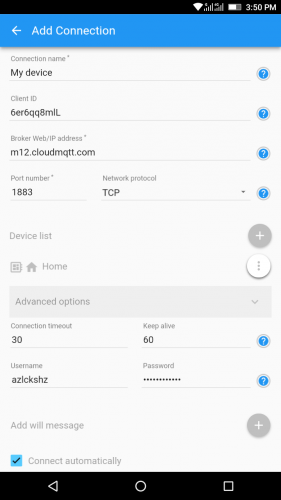 3:50 PM
Add Connection
Connection name *
My device
Client ID
6er6qq8mlL
Broker Web/IP address *
m12.cloudmqtt.com
Port number * Network protocol
1883 TCP
Device list
Home
Advanced options
Connection timeout Keep alive
30 60
Username Password
azlckshz ••••••••••••
Add will message
Connect automatically